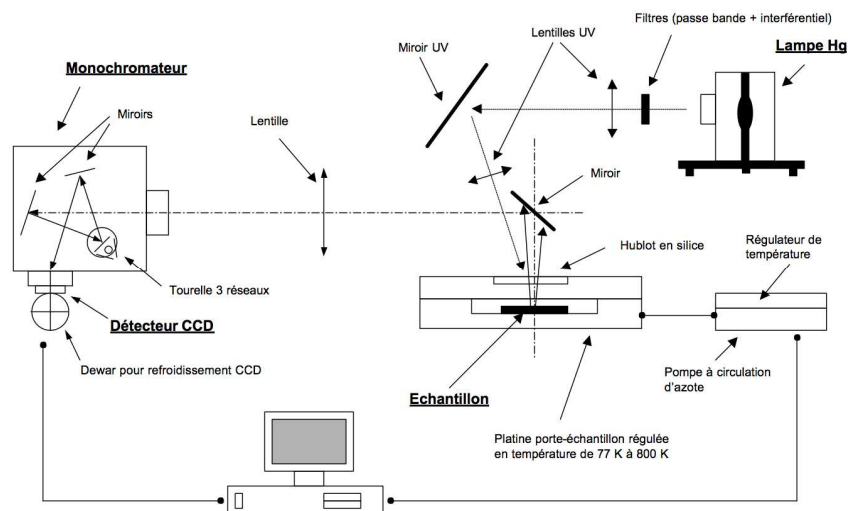 Filtres (passe bande + interférentiel)
Lentilles UV
Miroir UV
Lampe Hg
Monochromateur
Miroirs
Lentille
Miroir
Hublot en silice
Régulateur de
température
Tourelle 3 réseaux
Détecteur CCD
Dewar pour refroidissement CCD
Pompe à circulation
d'azote
Echantillon
Platine porte-échantillon régulée
en température de 77 K à 800 K